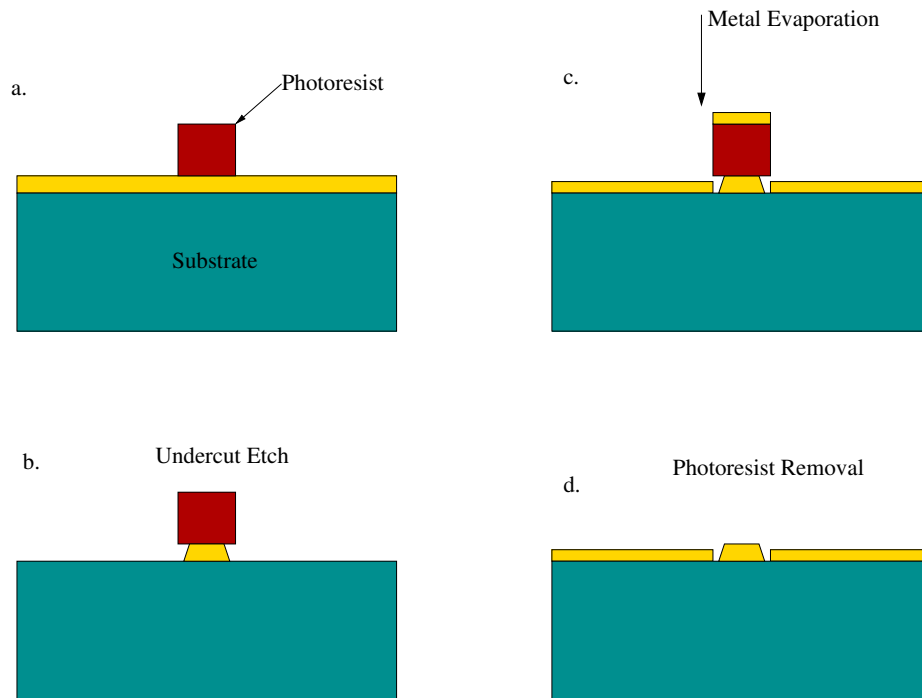 a.
Photoresist
Substrate
b.
Undercut Etch
Metal Evaporation
c.
Photoresist Removal
d.